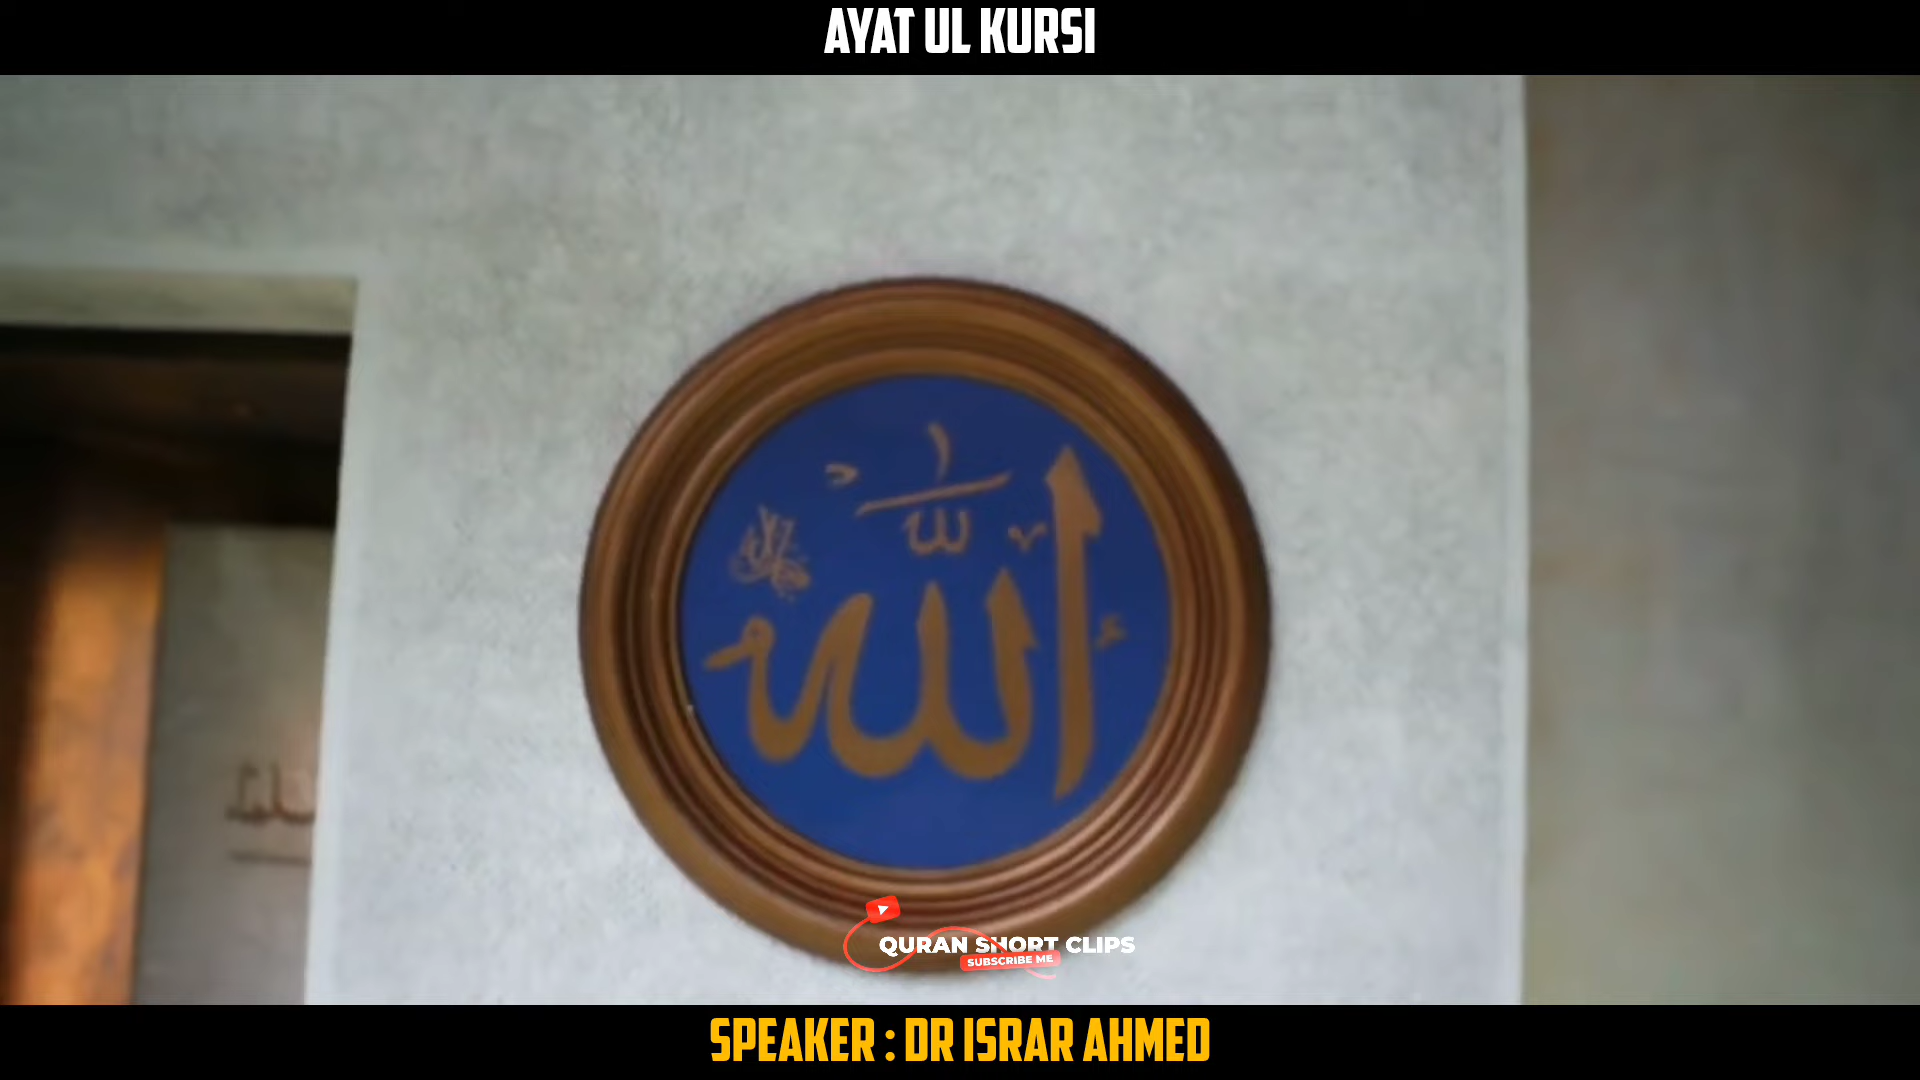 AYAT UL KURSI
الله
QURAN SHORT CLIPS
SUBSCRIBE ME
SPEAKER : DR ISRAR AHMED